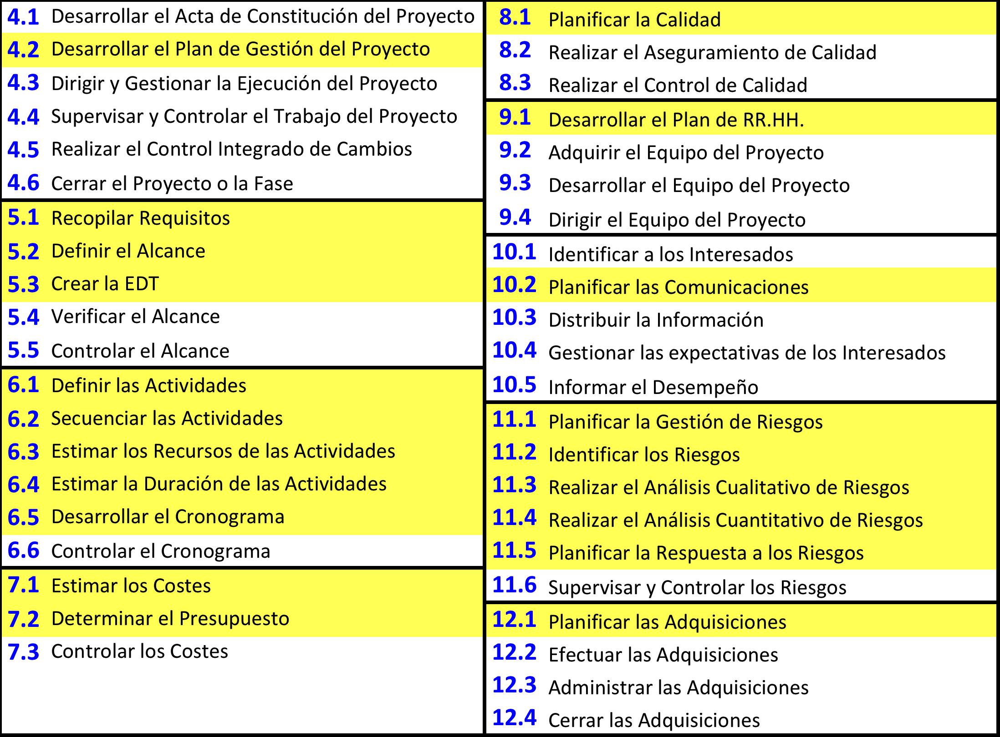 4.1 Desarrollar el Acta de Constitución del Proyecto
4.2 Desarrollar el Plan de Gestión del Proyecto
4.3 Dirigir y Gestionar la Ejecución del Proyecto
4.4 Supervisar y Controlar el Trabajo del Proyecto
4.5 Realizar el Control Integrado de Cambios
4.6 Cerrar el Proyecto o la Fase
5.1 Recopilar Requisitos
5.2 Definir el Alcance
5.3 Crear la EDT
5.4 Verificar el Alcance
5.5 Controlar el Alcance
6.1 Definir las Actividades
6.2 Secuenciar las Actividades
6.3 Estimar los Recursos de las Actividades
6.4 Estimar la Duración de las Actividades
6.5 Desarrollar el Cronograma
6.6 Controlar el Cronograma
7.1 Estimar los Costes
7.2 Determinar el Presupuesto
7.3 Controlar los Costes
8.1 Planificar la Calidad
8.2 Realizar el Aseguramiento de Calidad
8.3 Realizar el Control de Calidad
9.1 Desarrollar el Plan de RR.HH.
9.2 Adquirir el Equipo del Proyecto
9.3 Desarrollar el Equipo del Proyecto
9.4 Dirigir el Equipo del Proyecto
10.1 Identificar a los Interesados
10.2 Planificar las Comunicaciones
10.3 Distribuir la Información
10.4 Gestionar las expectativas de los Interesados
10.5 Informar el Desempeño
11.1 Planificar la Gestión de Riesgos
11.2 Identificar los Riesgos
11.3 Realizar el Análisis Cualitativo de Riesgos
11.4 Realizar el Análisis Cuantitativo de Riesgos
11.5 Planificar la Respuesta a los Riesgos
11.6 Supervisar y Controlar los Riesgos
12.1 Planificar las Adquisiciones
12.2 Efectuar las Adquisiciones
12.3 Administrar las Adquisiciones
12.4 Cerrar las Adquisiciones